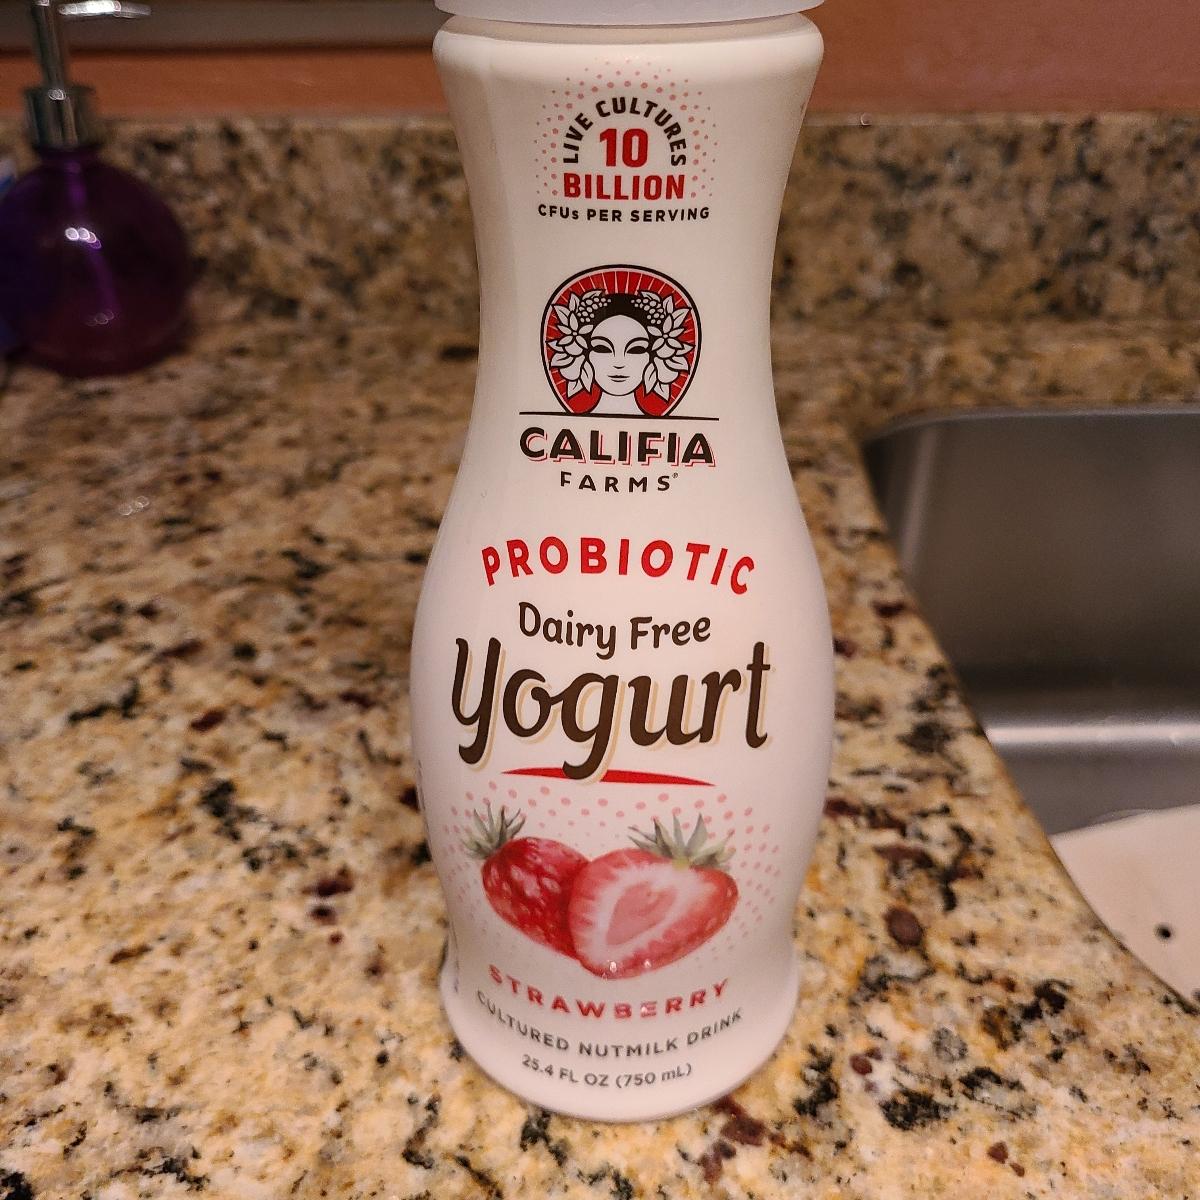 LIVE CULTURES
10
BILLION
CFUs PER SERVING
CALIFIA
FARMS®
PROBIOTIC
Dairy Free
Yogurt
STRAWBERRY
CULTURED NUTMILK DRINK
25.4 FL OZ (750 mL)